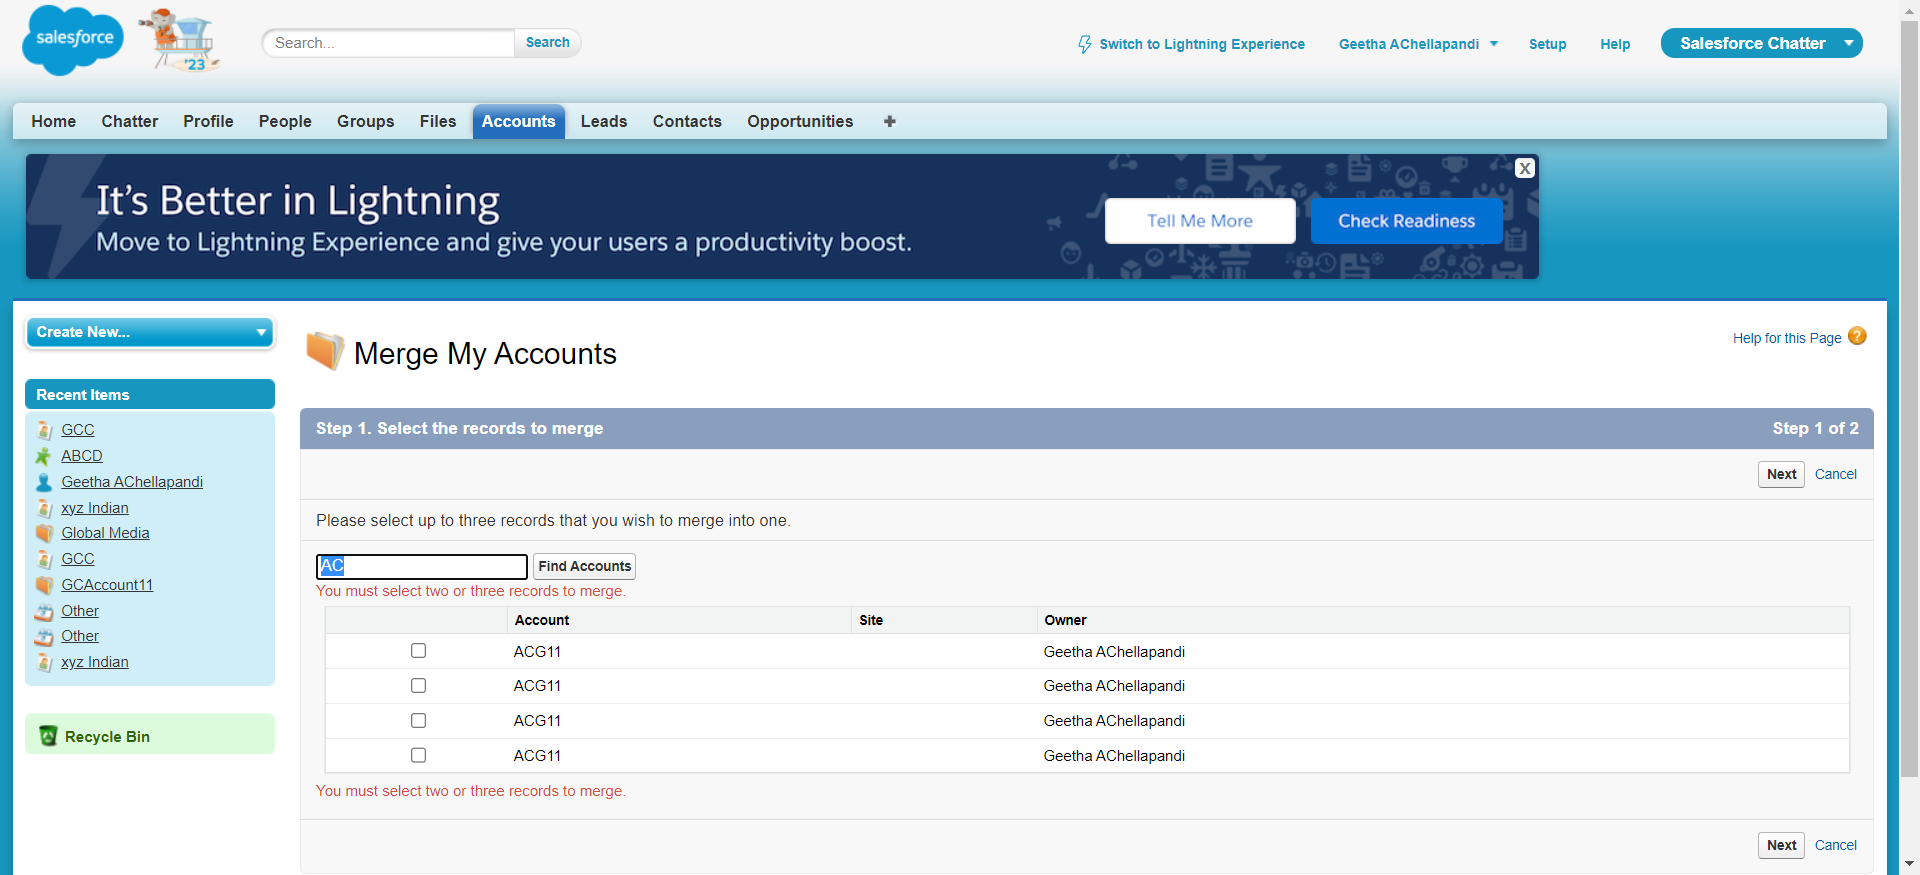 salesforce
'23
Search...
Search
Switch to Lightning Experience
Geetha AChellapandi
Setup
Help
Salesforce Chatter
Home
Chatter
Profile
People
Groups
Files
Accounts
Leads
Contacts
Opportunities
+
It's Better in Lightning
Move to Lightning Experience and give your users a productivity boost.
Tell Me More
Check Readiness
X
Create New...
Recent Items
GCC
ABCD
Geetha AChellapandi
xyz Indian
Global Media
GCC
GCAccount11
Other
Other
xyz Indian
Recycle Bin
Merge My Accounts
Help for this Page ?
Step 1. Select the records to merge
Step 1 of 2
Next
Cancel
Please select up to three records that you wish to merge into one.
AC
Find Accounts
You must select two or three records to merge.
Account Site Owner
ACG11 Geetha AChellapandi
ACG11 Geetha AChellapandi
ACG11 Geetha AChellapandi
ACG11 Geetha AChellapandi
You must select two or three records to merge.
Next
Cancel